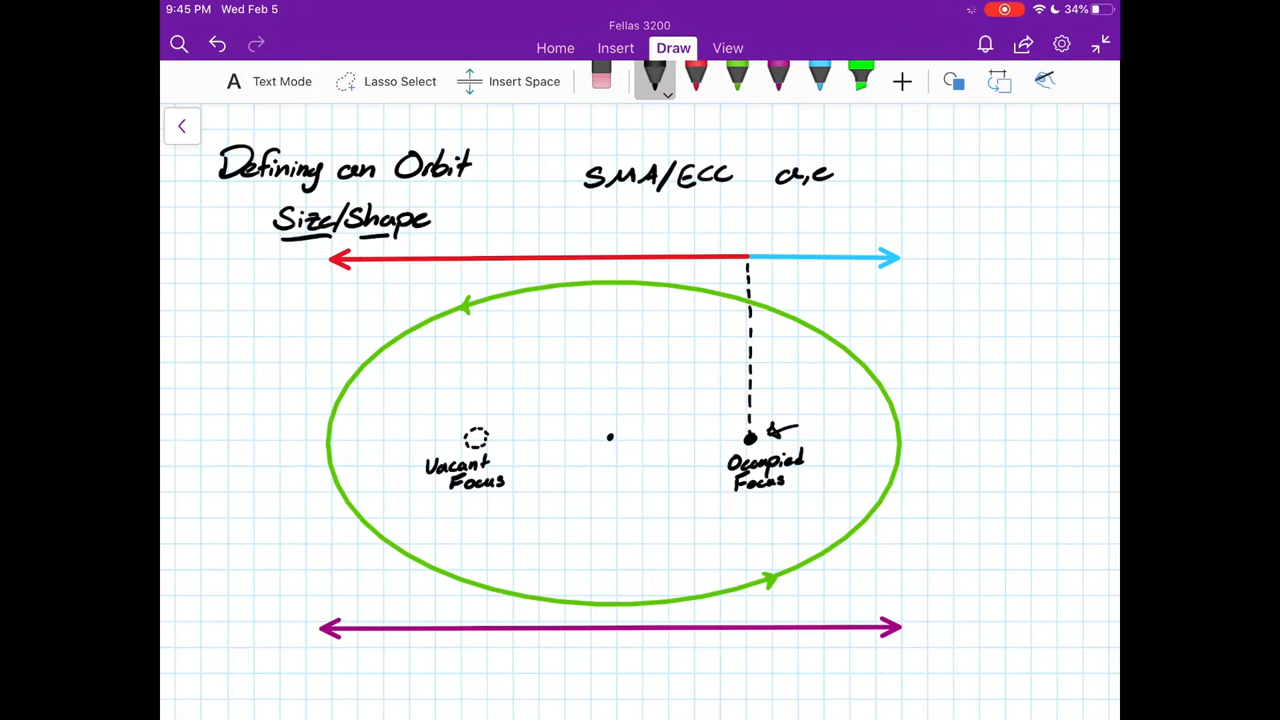 9:45 PM Wed Feb 5
34%
Fellas 3200
Home Insert Draw View
Text Mode Lasso Select Insert Space
Defining an Orbit
SMA/ECC a,e
Size/Shape
Vacant
Focus
Occupied
Focus